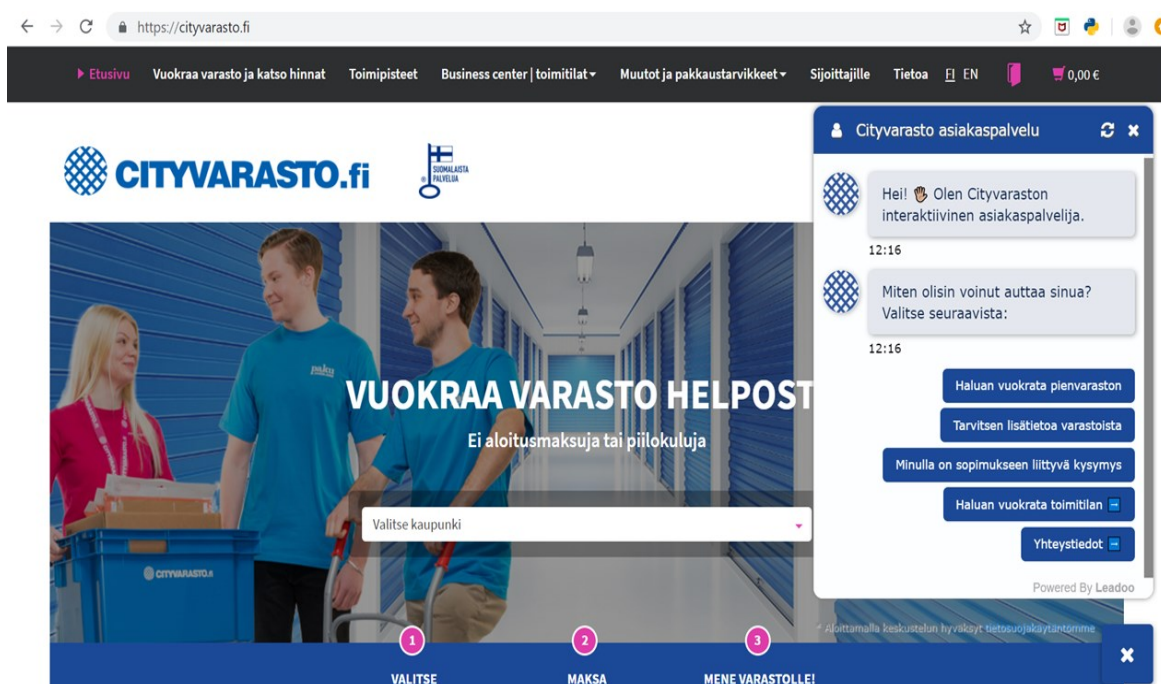 https://cityvarasto.fi
Etusivu Vuokraa varasto ja katso hinnat Toimipisteet Business center | toimitilat Muutot ja pakkaustarvikkeet Sijoittajille Tietoa FI EN 0,00 €
CITYVARASTO.fi
SUOMALAISTA
PALVELUA
Cityvarasto asiakaspalvelu
Hei! 👋 Olen Cityvaraston
interaktiivinen asiakaspalvelija.
12:16
Miten olisin voinut auttaa sinua?
Valitse seuraavista:
12:16
Haluan vuokrata pienvaraston
Tarvitsen lisätietoa varastoista
Minulla on sopimukseen liittyvä kysymys
Haluan vuokrata toimitilan ➡
Yhteystiedot ➡
Powered By Leadoo
* Aloittamalla keskustelun hyväksyt tietosuojakäytäntömme
paku
VUOKRAA VARASTO HELPOST
Ei aloitusmaksuja tai piilokuluja
Valitse kaupunki
CITYVARASTO.fi
1 2 3
VALITSE MAKSA MENE VARASTOLLE!